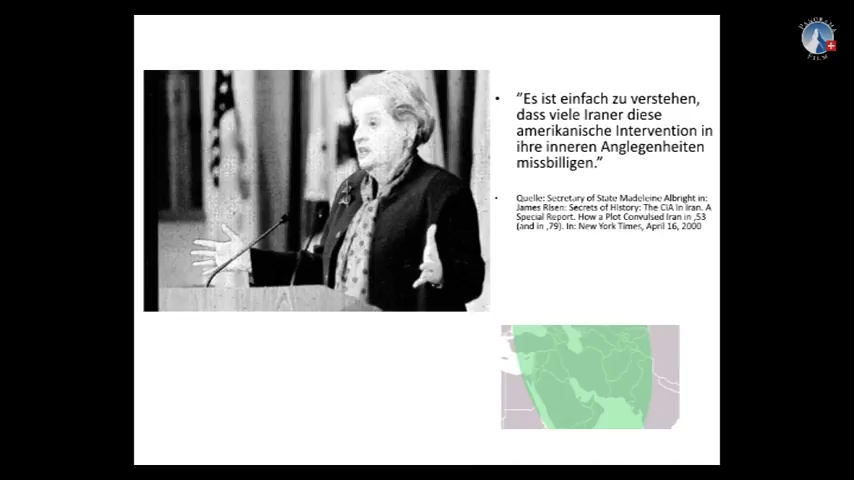 PANORAMA
FILM
• "Es ist einfach zu verstehen,
dass viele Iraner diese
amerikanische Intervention in
ihre inneren Anglegenheiten
missbilligen."
• Quelle: Secretary of State Madeleine Albright in:
James Risen: Secrets of History: The CIA in Iran. A
Special Report. How a Plot Convulsed Iran in ‚53
(and in ‚79). In: New York Times, April 16, 2000